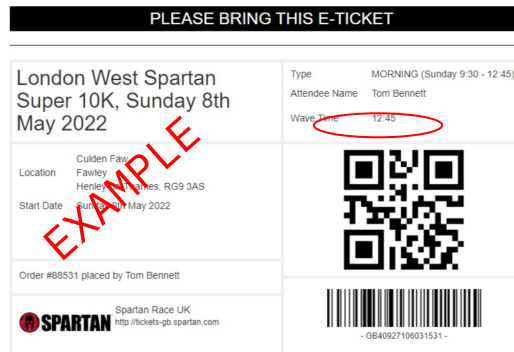 PLEASE BRING THIS E-TICKET
London West Spartan
Super 10K, Sunday 8th
May 2022
Location
Culden Faw
Fawley
Henley Thames, RG9 3AS
Start Date Sunday 8th May 2022
EXAMPLE
Order #88531 placed by Tom Bennett
SPARTAN
Spartan Race UK
http://tickets-gb.spartan.com
Type MORNING (Sunday 9:30 - 12:45)
Attendee Name Tom Bennett
Wave Time 12:45
- GB40927106031531 -